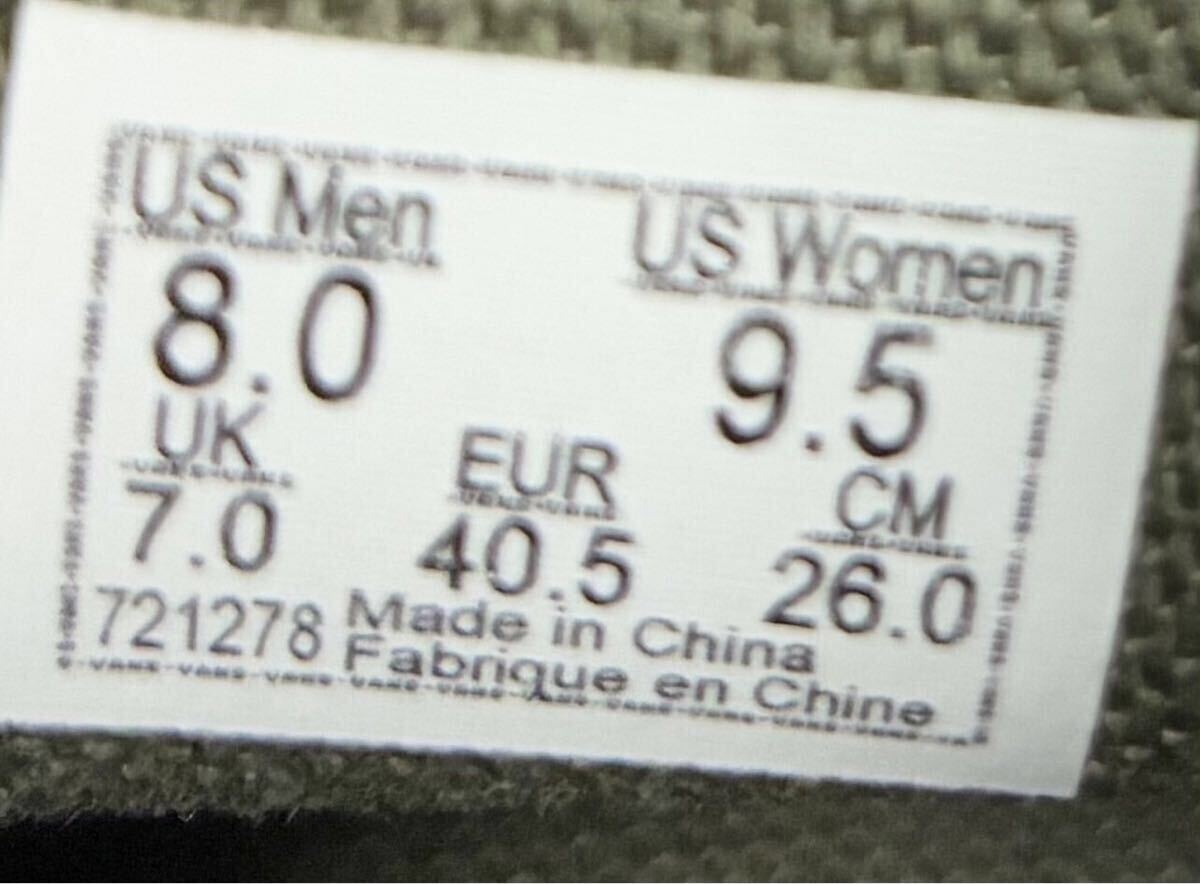 US Men US Women
8.0 9.5
UK EUR CM
7.0 40.5 26.0
721278 Made in China
Fabrique en Chine